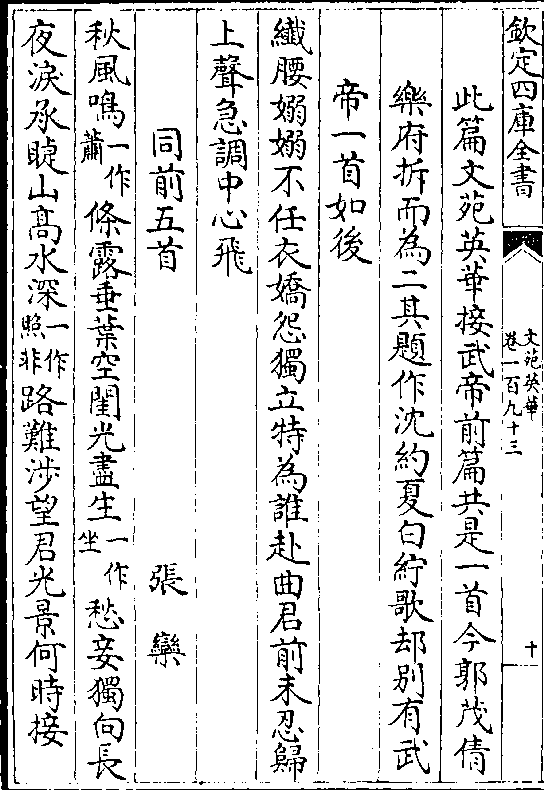 欽定四庫全書
文苑英華
卷一百九十三
十
此篇文苑英華接武帝前篇共是一首今郭茂倩
樂府拆而為二其題作沈約夏白紵歌却别有武
帝一首如後
纖腰嫋嫋不任衣嬌怨獨立特為誰赴曲君前未忍歸
上聲急調中心飛
同前五首 張率
秋風鳴一作蕭條露垂葉空閨光盡生一作坐愁妾獨向長
夜淚承睫山高水深一作照非路難涉望君光景何時接